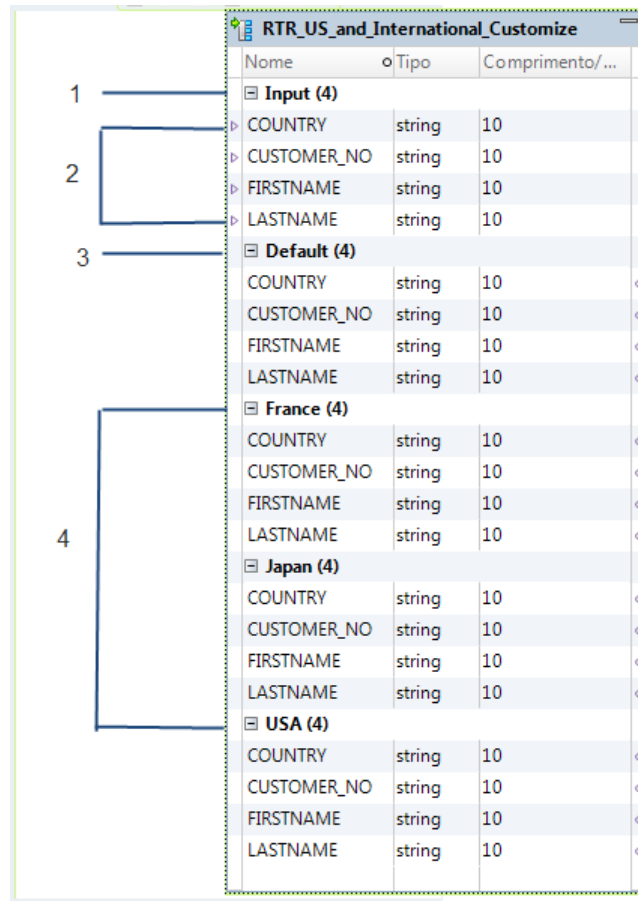 RTR_US_and_International_Customize
Nome Tipo Comprimento/...
1 Input (4)
COUNTRY string 10
2 CUSTOMER_NO string 10
FIRSTNAME string 10
LASTNAME string 10
3 Default (4)
COUNTRY string 10
CUSTOMER_NO string 10
FIRSTNAME string 10
LASTNAME string 10
France (4)
COUNTRY string 10
CUSTOMER_NO string 10
FIRSTNAME string 10
4 LASTNAME string 10
Japan (4)
COUNTRY string 10
CUSTOMER_NO string 10
FIRSTNAME string 10
LASTNAME string 10
USA (4)
COUNTRY string 10
CUSTOMER_NO string 10
FIRSTNAME string 10
LASTNAME string 10